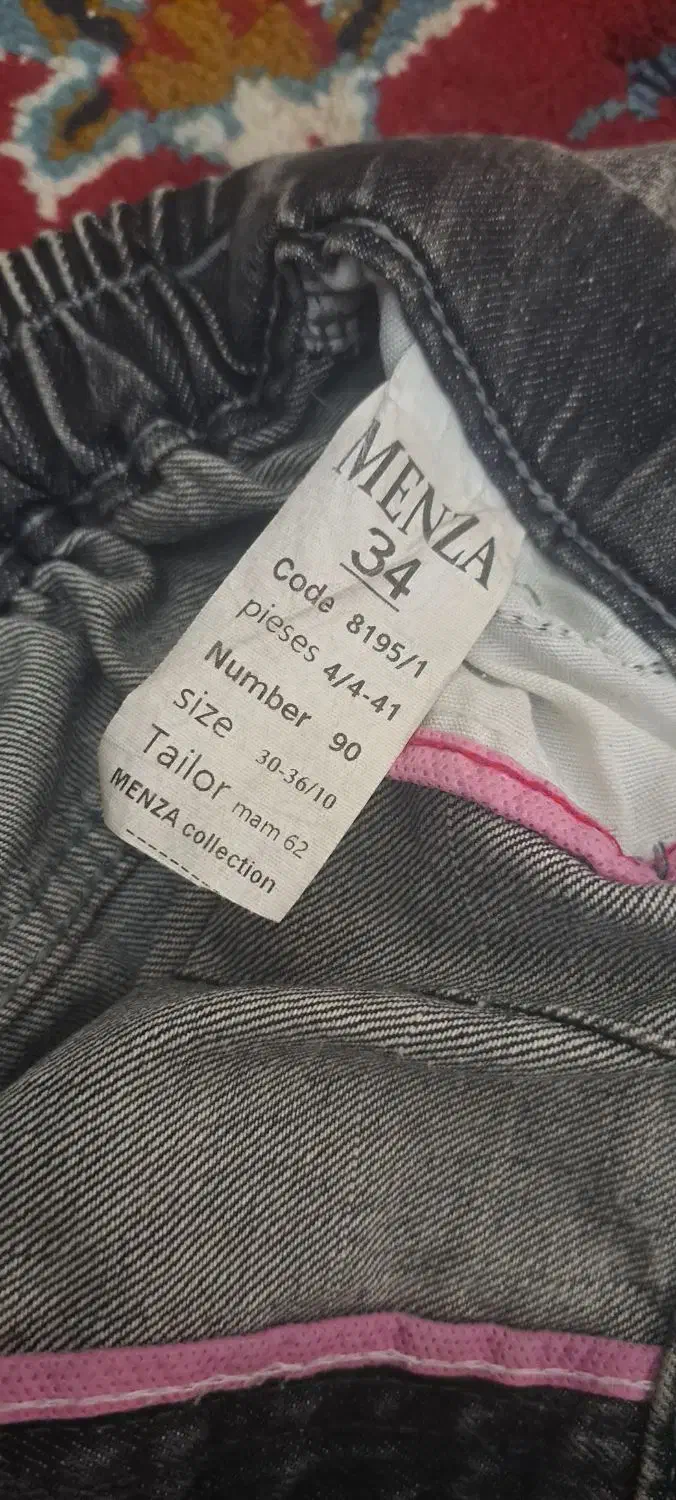 MENZA
34
Code 8195/1
pieses 4/4-41
Number 90
size 30-36/10
Tailor mam 62
MENZA collection